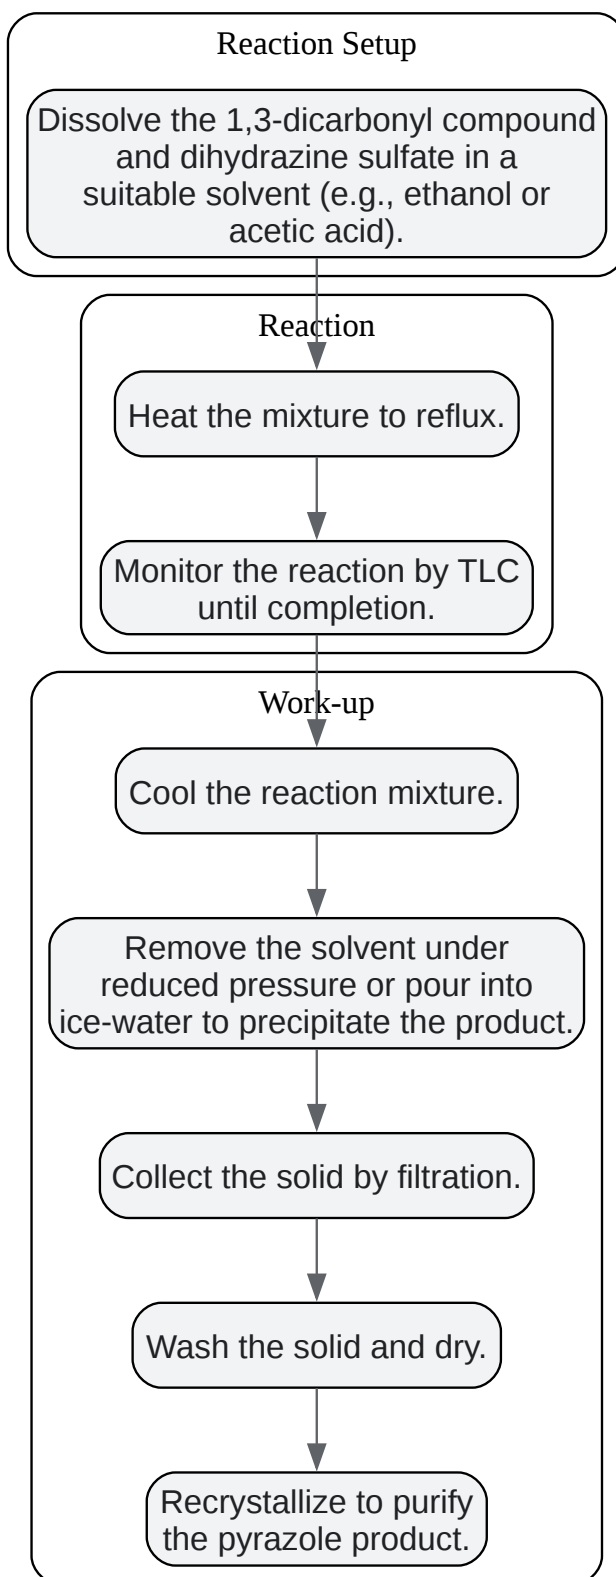 Reaction Setup
Dissolve the 1,3-dicarbonyl compound
and dihydrazine sulfate in a
suitable solvent (e.g., ethanol or
acetic acid).
Reaction
Heat the mixture to reflux.
Monitor the reaction by TLC
until completion.
Work-up
Cool the reaction mixture.
Remove the solvent under
reduced pressure or pour into
ice-water to precipitate the product.
Collect the solid by filtration.
Wash the solid and dry.
Recrystallize to purify
the pyrazole product.